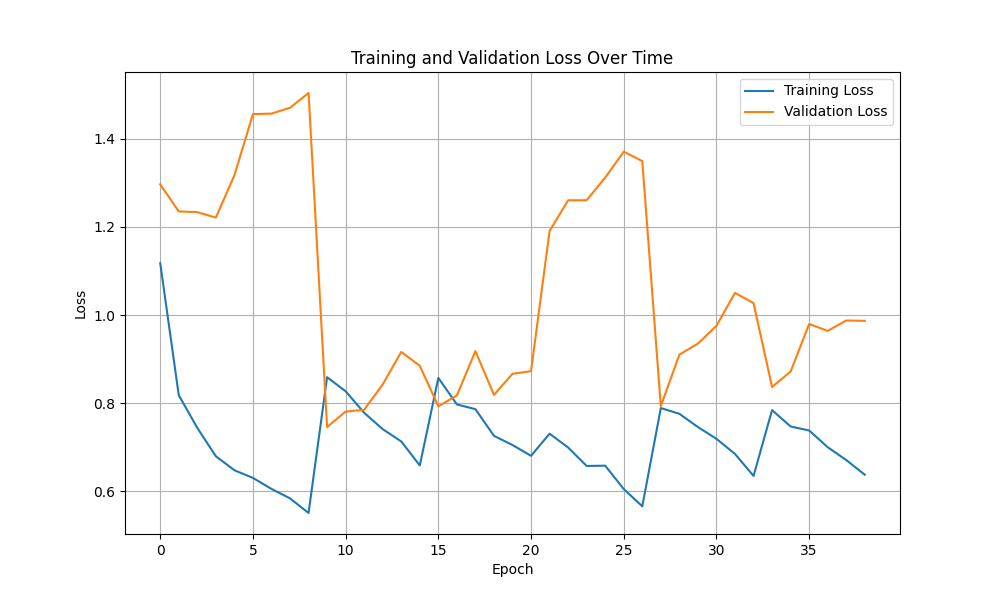 Training and Validation Loss Over Time
Training Loss
Validation Loss
1.4
1.2
1.0
0.8
0.6
Loss
0 5 10 15 20 25 30 35
Epoch